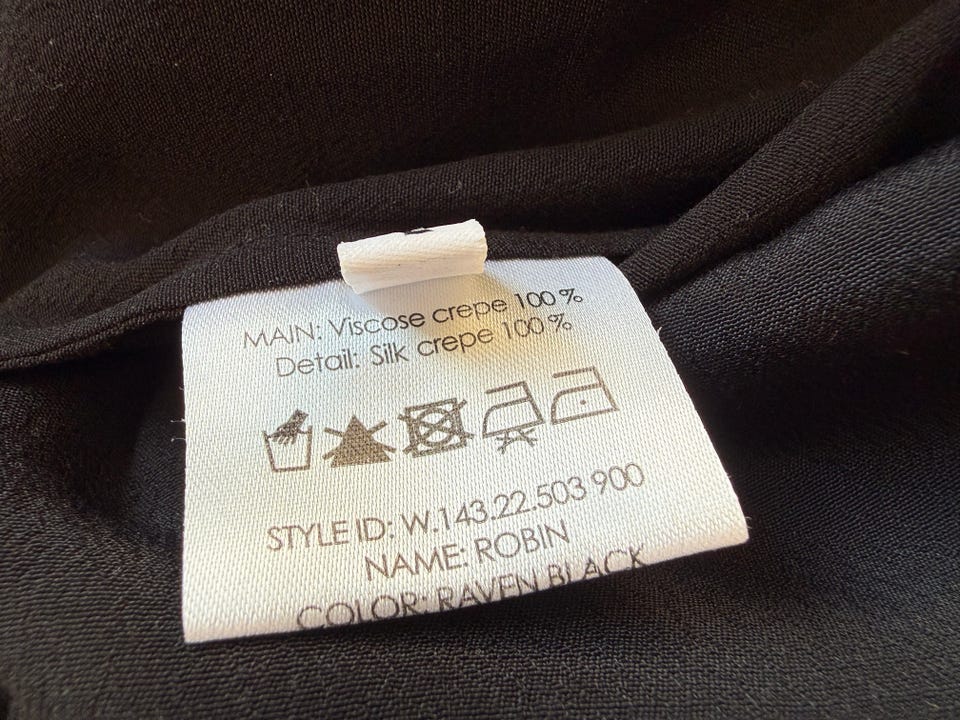 MAIN: Viscose crepe 100 %
Detail: Silk crepe 100 %
STYLE ID: W.143.22.503 900
NAME: ROBIN
COLOR: RAVEN BLACK